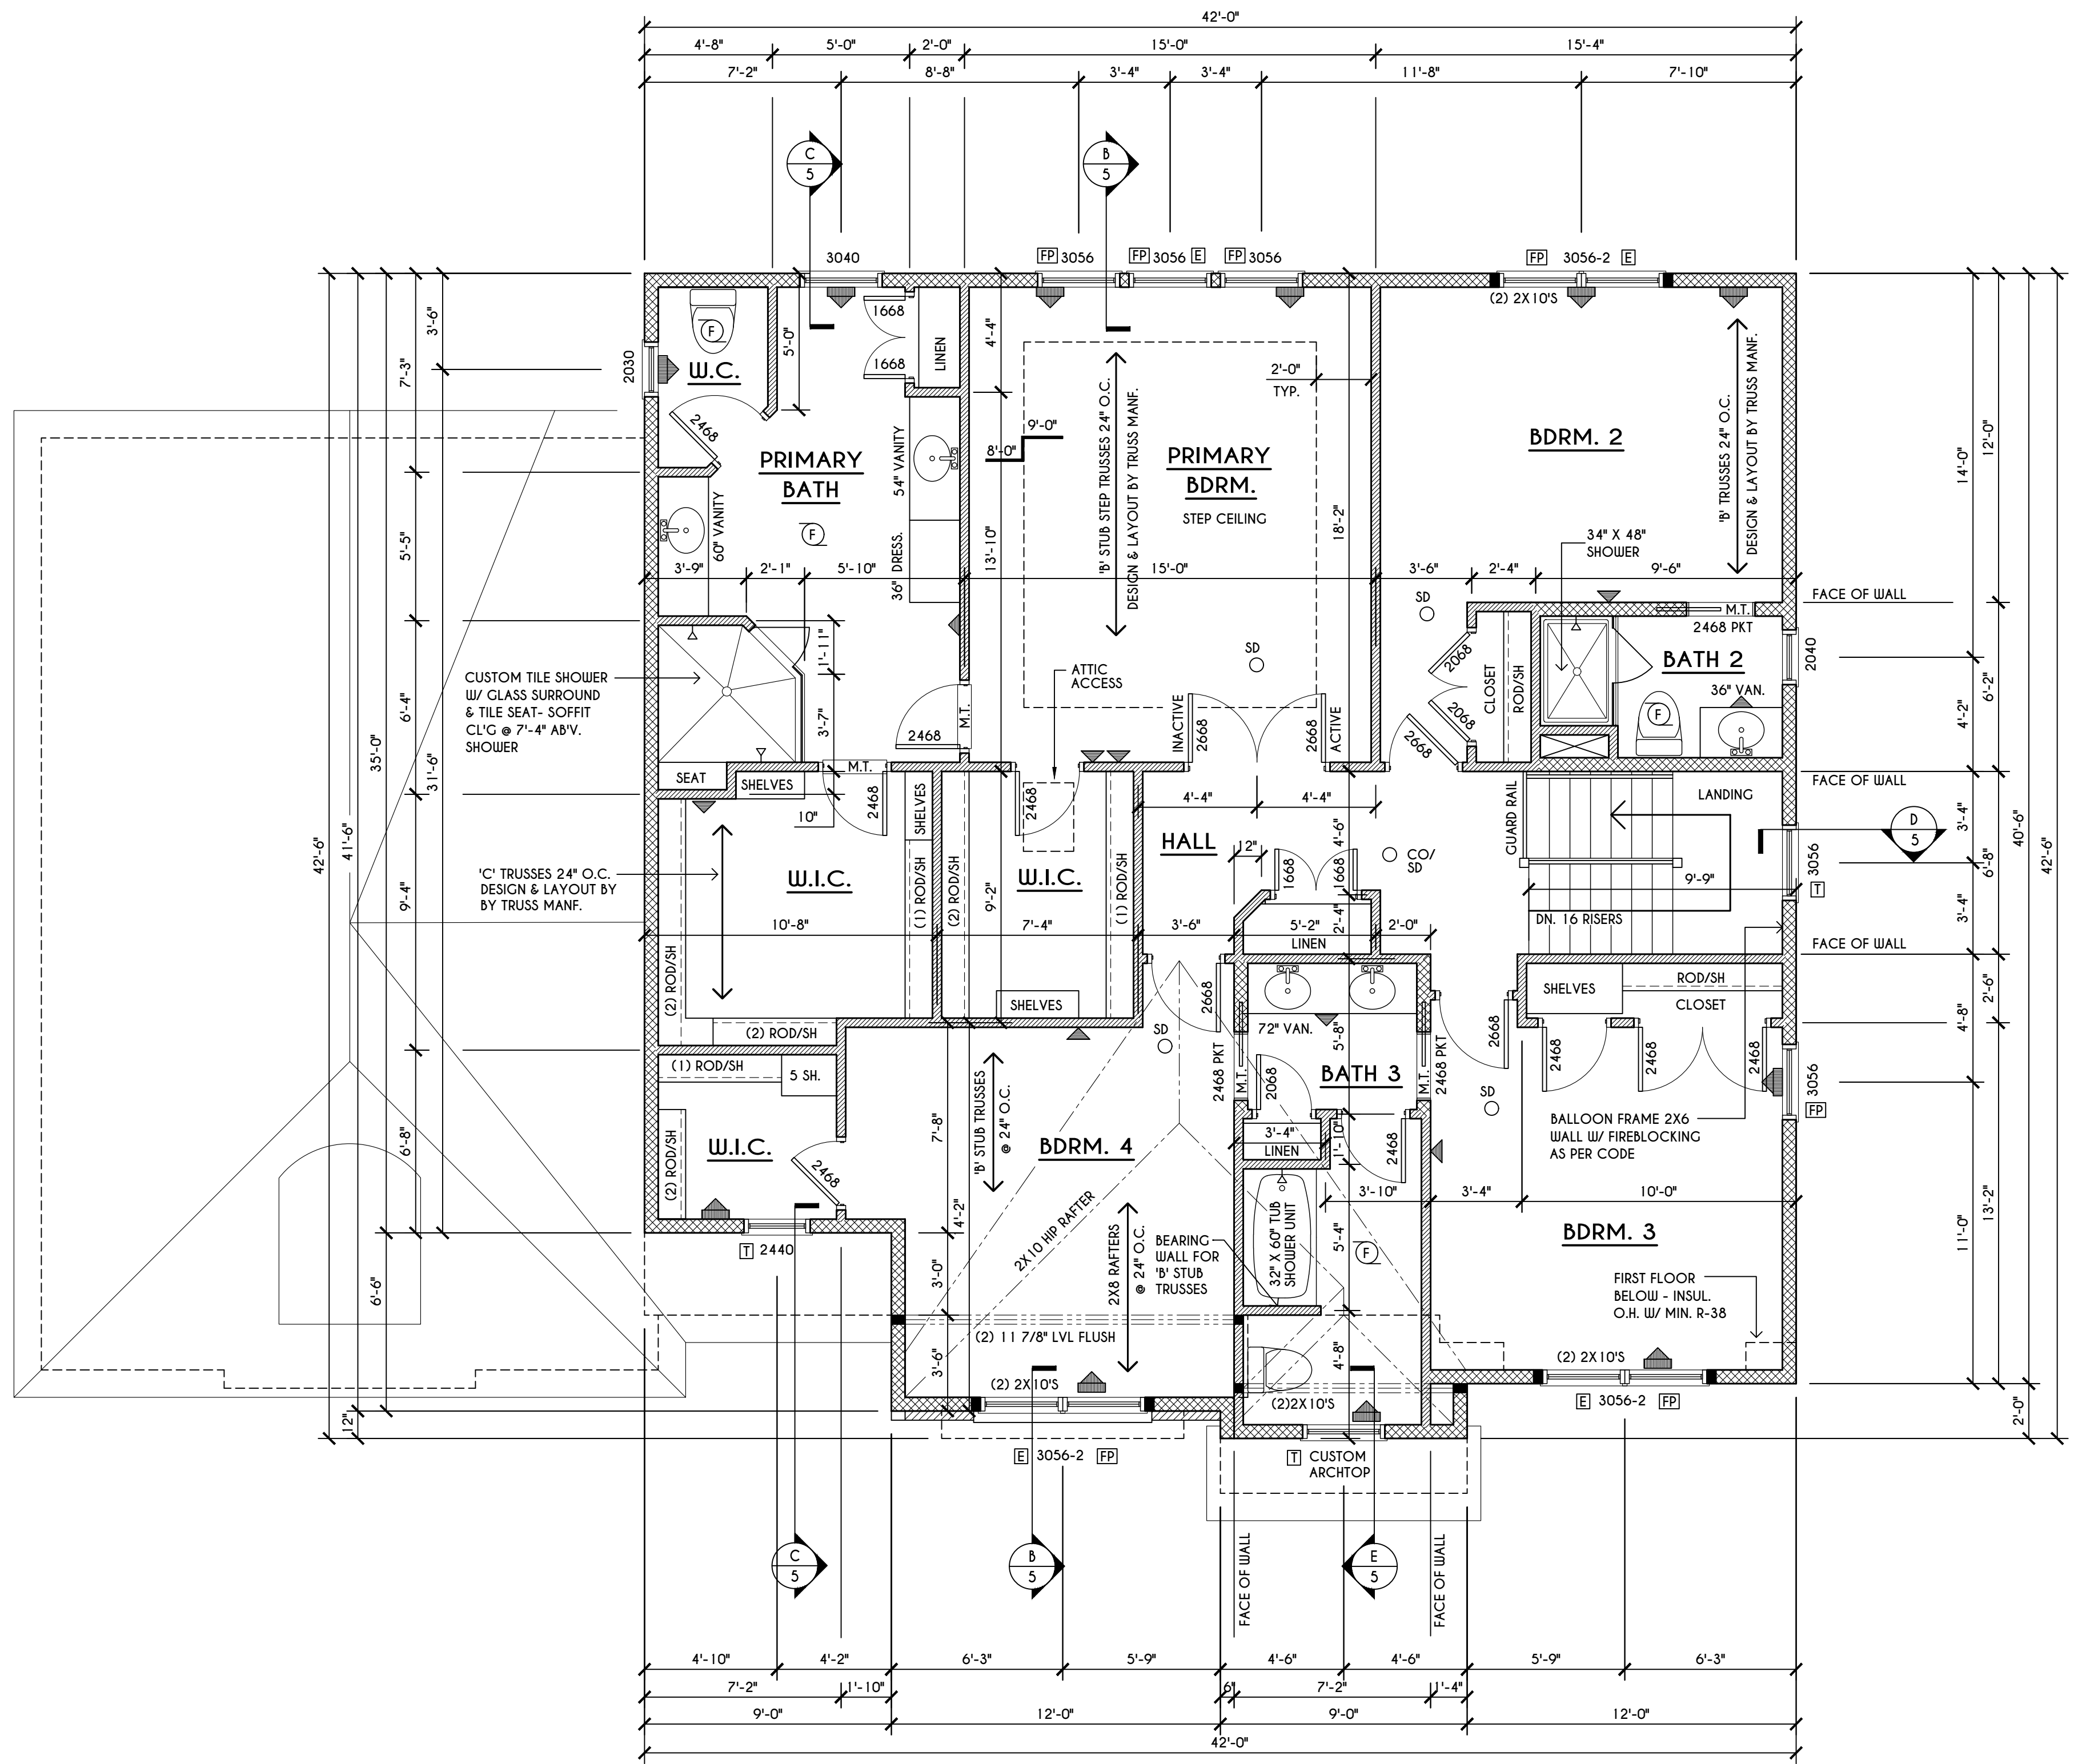 42'-0"
4'-8" 5'-0" 2'-0" 15'-0" 15'-4"
7'-2" 8'-8" 3'-4" 3'-4" 11'-8" 7'-10"
C
5
B
5
3040
FP 3056
FP 3056 E
FP 3056
FP 3056-2 E
(2) 2X10'S
3'-6"
7'-3"
2030
F
W.C.
2468
5'-0"
1668
1668
LINEN
4'-4"
2'-0"
TYP.
9'-0"
8'-0"
'B' STUB STEP TRUSSES 24" O.C.
DESIGN & LAYOUT BY TRUSS MANF.
PRIMARY
BATH
F
54" VANITY
60" VANITY
36" DRESS.
PRIMARY
BDRM.
STEP CEILING
13'-10"
18'-2"
BDRM. 2
'B' TRUSSES 24" O.C.
DESIGN & LAYOUT BY TRUSS MANF.
34" X 48"
SHOWER
14'-0"
12'-0"
5'-5"
3'-9" 2'-1" 5'-10" 15'-0" 3'-6" 2'-4" 9'-6"
FACE OF WALL
SD
M.T.
2468 PKT
1'-11"
3'-7"
CUSTOM TILE SHOWER
W/ GLASS SURROUND
& TILE SEAT- SOFFIT
CL'G @ 7'-4" AB'V.
SHOWER
6'-4"
ATTIC
ACCESS
SD
2068
2068
CLOSET
ROD/SH
BATH 2
2040
36" VAN.
F
4'-2"
6'-2"
2468
M.T.
INACTIVE
2668
2668
ACTIVE
2668
35'-0"
31'-6"
SEAT
SHELVES
M.T.
10"
2468
SHELVES
2468
4'-4" 4'-4"
GUARD RAIL
LANDING
FACE OF WALL
3'-4"
D
5
42'-6"
41'-6"
HALL
12"
4'-6"
1668
1668
CO/
SD
3056
T
6'-8"
40'-6"
42'-6"
'C' TRUSSES 24" O.C.
DESIGN & LAYOUT BY
BY TRUSS MANF.
9'-4"
W.I.C.
(1) ROD/SH
(2) ROD/SH
9'-2"
W.I.C.
(1) ROD/SH
9'-9"
DN. 16 RISERS
3'-4"
10'-8" 7'-4" 3'-6" 5'-2" 2'-4" 2'-0"
LINEN
FACE OF WALL
(2) ROD/SH
(2) ROD/SH
SHELVES
2668
SD
72" VAN.
5'-8"
2668
SHELVES
ROD/SH
CLOSET
2'-6"
4'-8"
(1) ROD/SH
5 SH.
'B' STUB TRUSSES
@ 24" O.C.
2468 PKT
M.T.
2068
BATH 3
M.T.
2468 PKT
SD
2468
2468
2468
3056
FP
BALLOON FRAME 2X6
WALL W/ FIREBLOCKING
AS PER CODE
6'-8"
7'-8"
(2) ROD/SH
W.I.C.
2468
BDRM. 4
3'-4"
LINEN
1'-10"
2468
3'-10" 3'-4" 10'-0"
4'-2"
2X10 HIP RAFTER
2X8 RAFTERS
@ 24" O.C.
BEARING
WALL FOR
'B' STUB
TRUSSES
32" X 60" TUB
SHOWER UNIT
5'-4"
F
BDRM. 3
11'-0"
13'-2"
T 2440
6'-6"
3'-0"
FIRST FLOOR
BELOW - INSUL.
O.H. W/ MIN. R-38
(2) 11 7/8" LVL FLUSH
3'-6"
4'-8"
(2) 2X10'S
(2)2X10'S
(2) 2X10'S
12"
2'-0"
E 3056-2 FP
T CUSTOM
ARCHTOP
E 3056-2 FP
C
5
B
5
E
5
FACE OF WALL
FACE OF WALL
4'-10" 4'-2" 6'-3" 5'-9" 4'-6" 4'-6" 5'-9" 6'-3"
7'-2" 1'-10" 6" 7'-2" 1'-4"
9'-0" 12'-0" 9'-0" 12'-0"
42'-0"